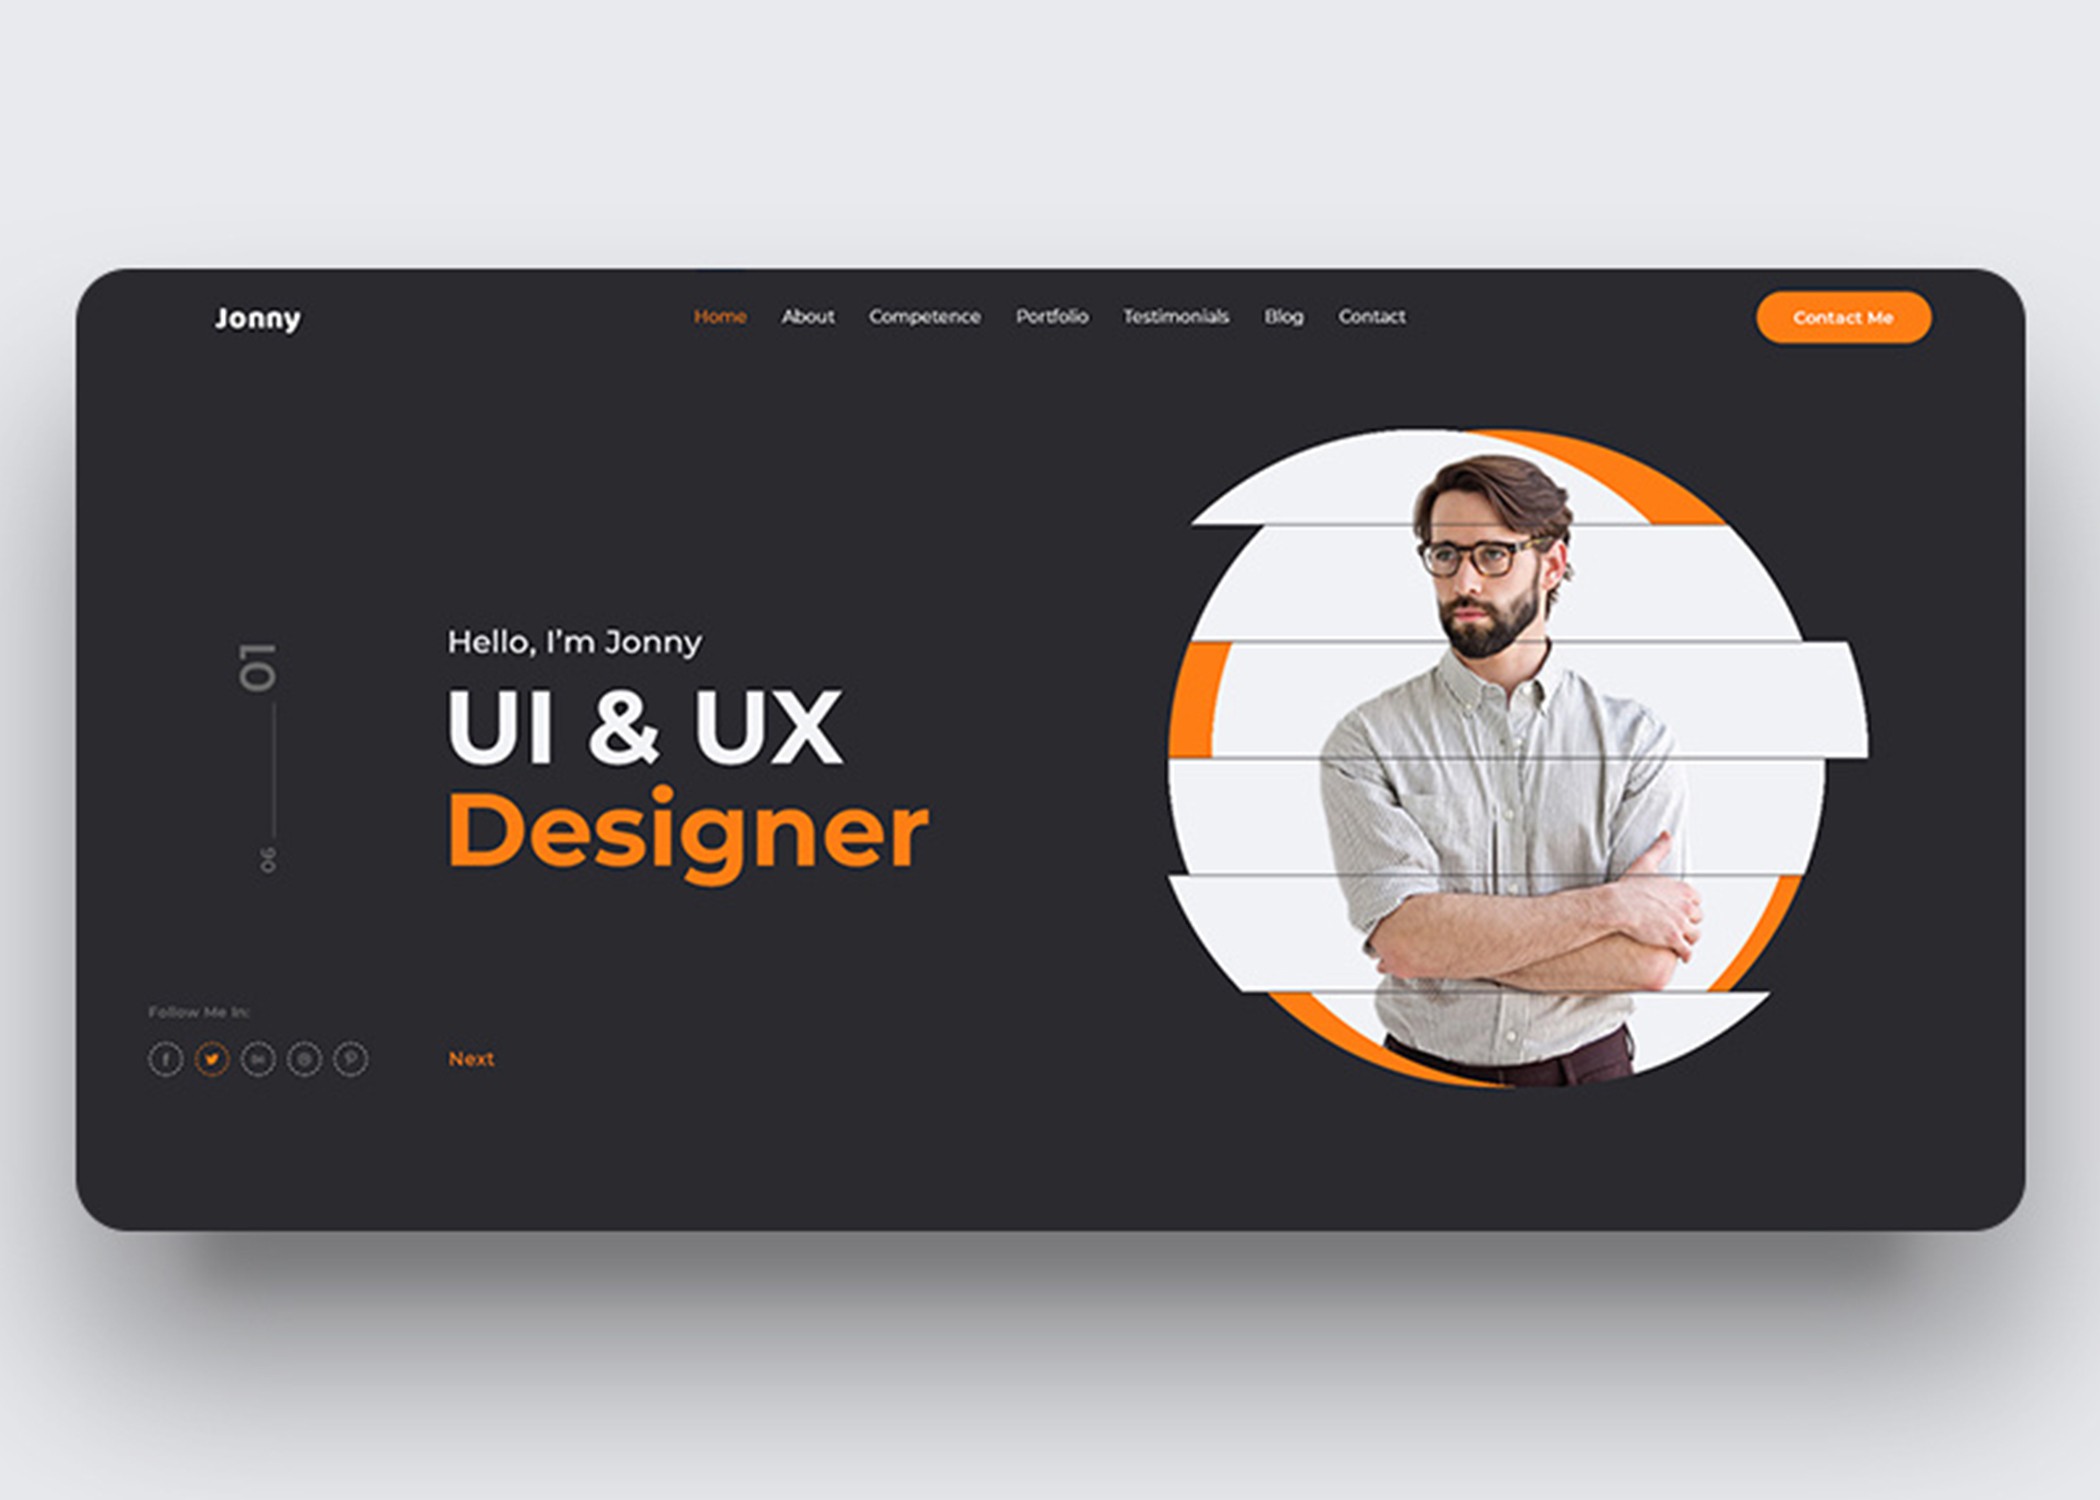 Jonny
Home About Competence Portfolio Testimonials Blog Contact
Contact Me
01
06
Hello, I'm Jonny
UI & UX
Designer
Follow Me In:
Next